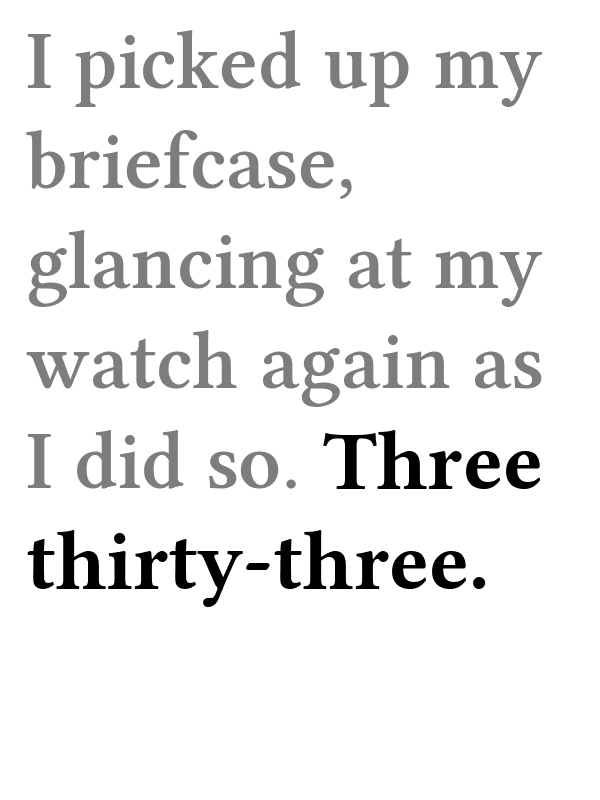 I picked up my
briefcase,
glancing at my
watch again as
I did so. Three
thirty-three.